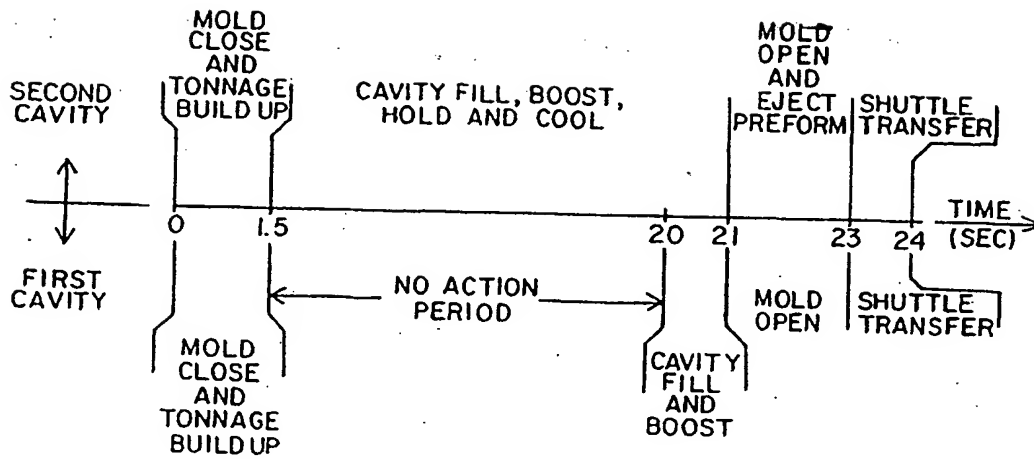 MOLD
CLOSE
AND
TONNAGE
BUILD UP
SECOND
CAVITY
CAVITY FILL, BOOST,
HOLD AND COOL
MOLD
OPEN
AND
EJECT
PREFORM
SHUTTLE
TRANSFER
0
1.5
20
21
23
24
TIME
(SEC)
FIRST
CAVITY
MOLD
CLOSE
AND
TONNAGE
BUILD UP
NO ACTION
PERIOD
CAVITY
FILL
AND
BOOST
MOLD
OPEN
SHUTTLE
TRANSFER